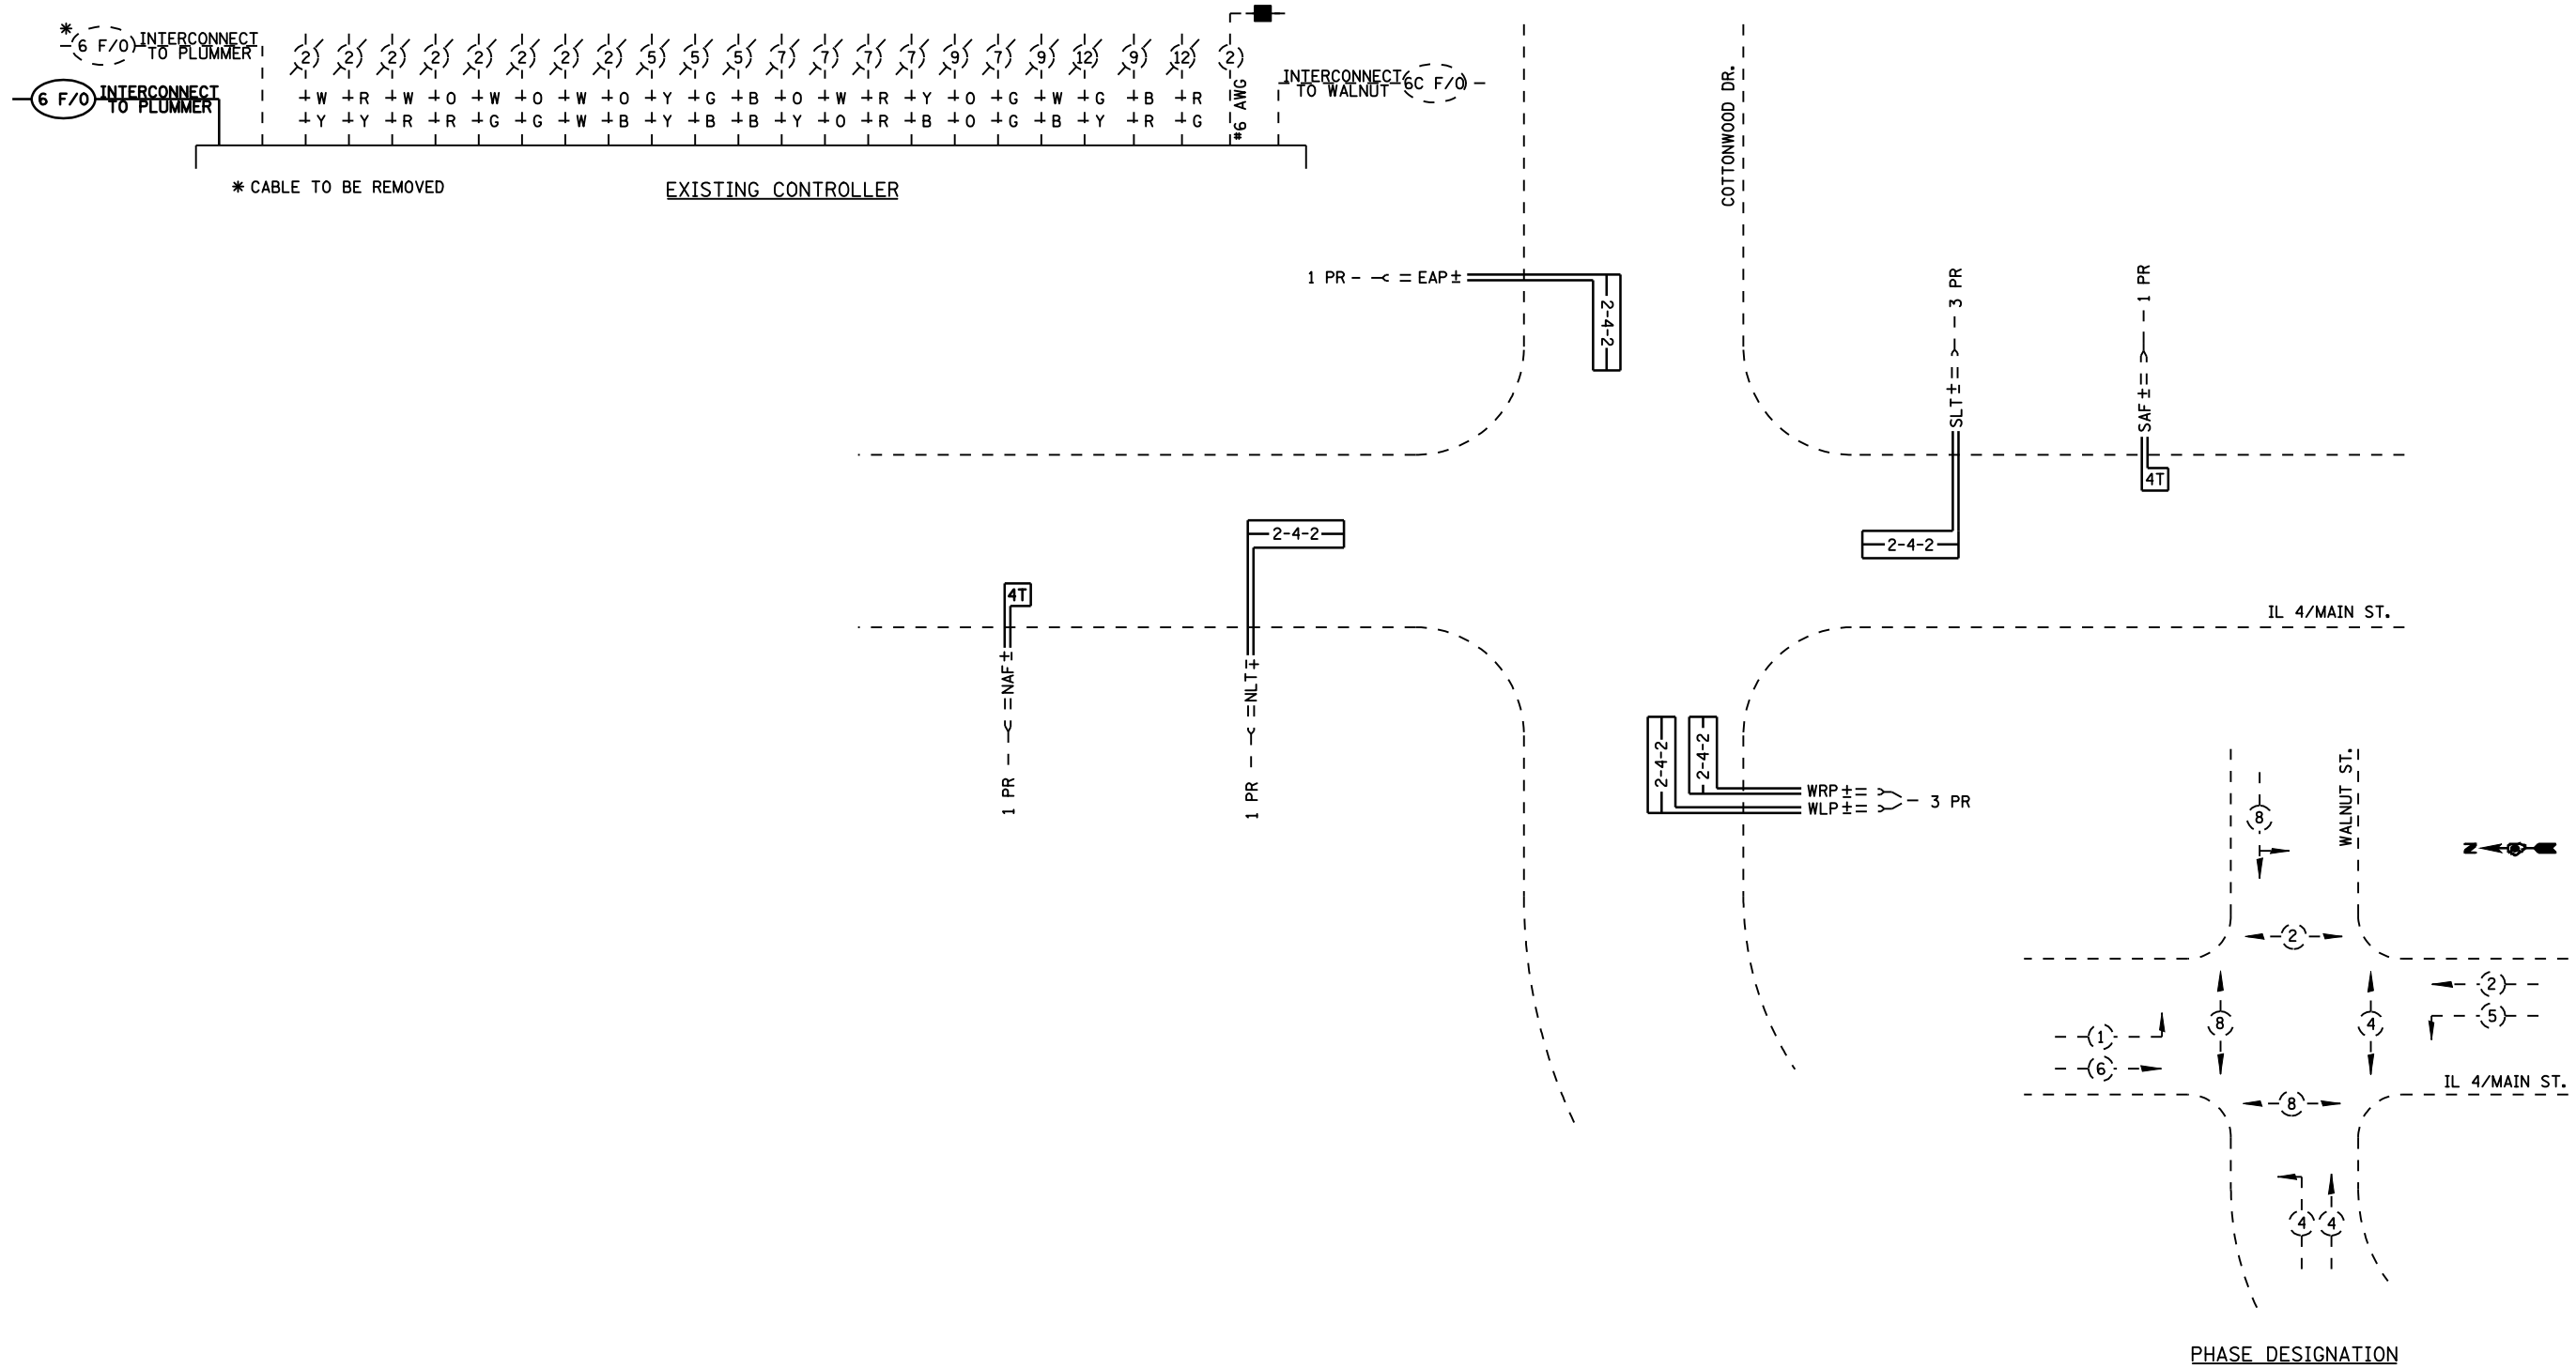 *
6 F/O INTERCONNECT
TO PLUMMER
6 F/O INTERCONNECT
TO PLUMMER
2 2 2 2 2 2 2 2 5 5 5 7 7 7 7 9 7 9 12 9 12 2
W R W O W O W O Y G B O W R Y O G W G B R
Y Y R R G G W B Y B B Y O R B O G B Y R G
#6 AWG
INTERCONNECT
TO WALNUT
6C F/O
* CABLE TO BE REMOVED
EXISTING CONTROLLER
COTTONWOOD DR.
1 PR
EAP ±
2-4-2
3 PR
SLT ±
2-4-2
1 PR
SAF ±
4T
4T
NAF ±
1 PR
2-4-2
NLT ±
1 PR
IL 4/MAIN ST.
2-4-2
2-4-2
WRP ±
WLP ±
3 PR
WALNUT ST.
8
N
2
2
5
1
6
8
4
IL 4/MAIN ST.
8
4 4
PHASE DESIGNATION